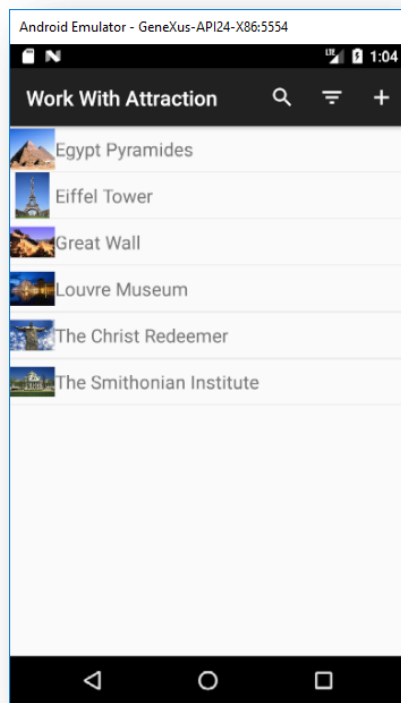 Android Emulator - GeneXus-API24-X86:5554
LTE 1:04
Work With Attraction
Egypt Pyramides
Eiffel Tower
Great Wall
Louvre Museum
The Christ Redeemer
The Smithonian Institute